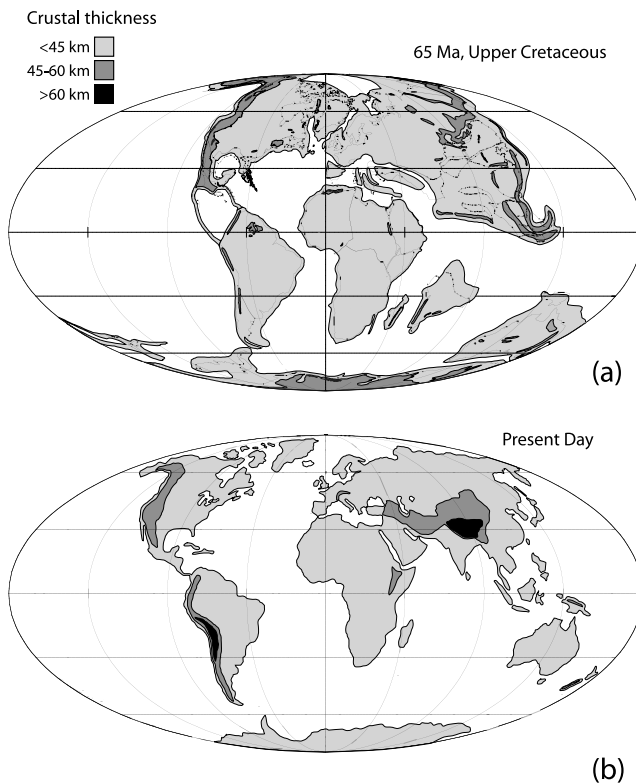 Crustal thickness
<45 km
45-60 km
>60 km
65 Ma, Upper Cretaceous
(a)
Present Day
(b)